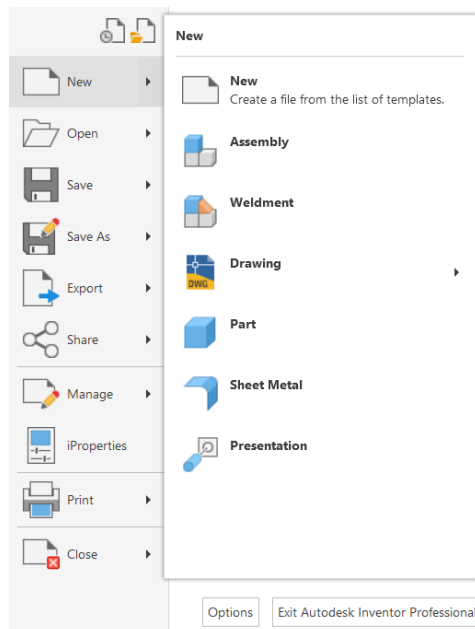 New
Open
Save
Save As
Export
Share
Manage
iProperties
Print
Close
New
New
Create a file from the list of templates.
Assembly
Weldment
DWG
Drawing
Part
Sheet Metal
Presentation
Options
Exit Autodesk Inventor Professional